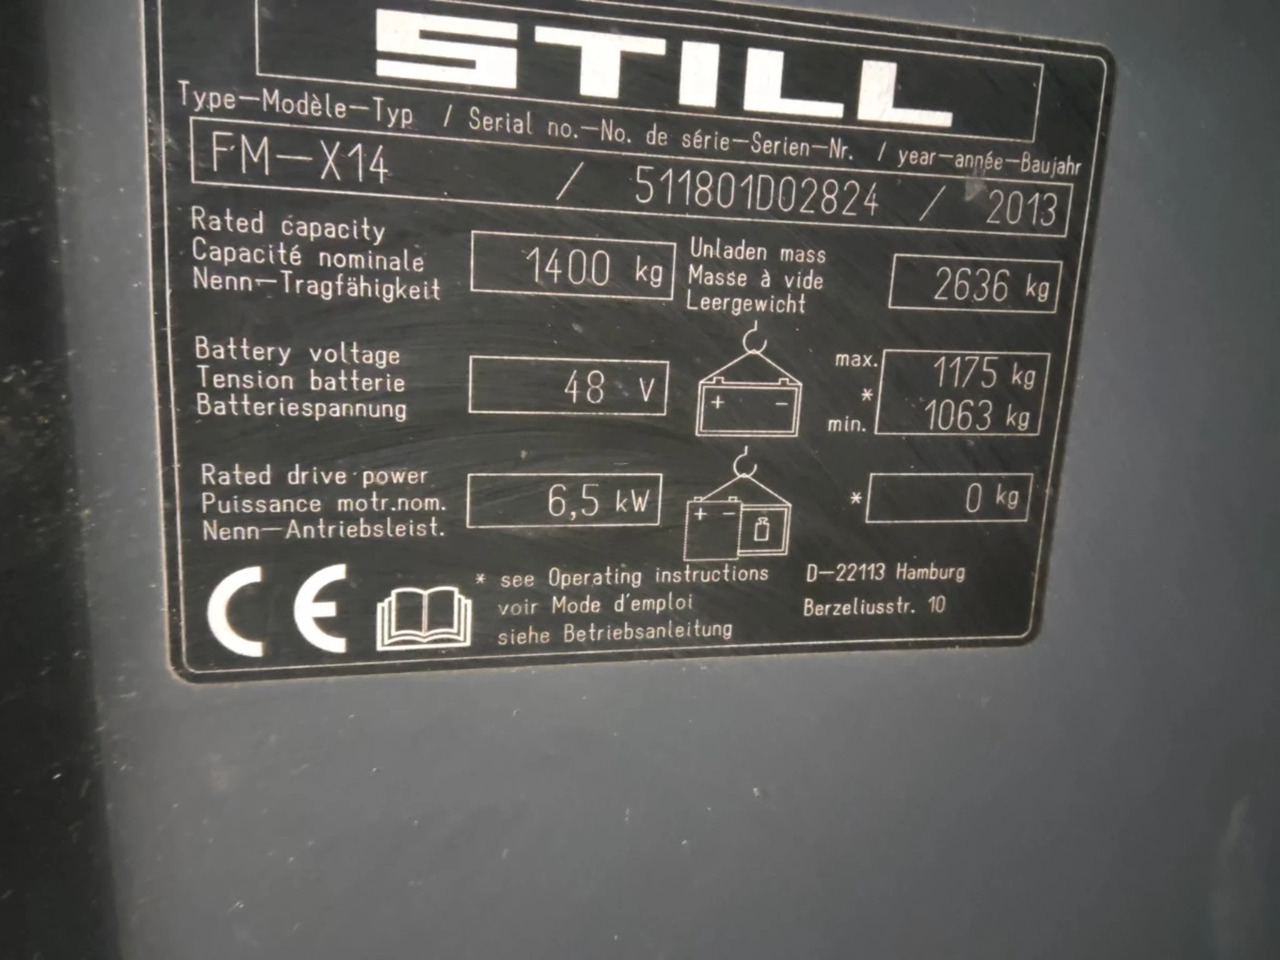 STILL
Type-Modèle-Typ / Serial no.-No. de série-Serien-Nr. / year-année-Baujahr
FM-X14 / 511801D02824 / 2013
Rated capacity
Capacité nominale
Nenn-Tragfähigkeit
1400 kg
Unladen mass
Masse à vide
Leergewicht
2636 kg
Battery voltage
Tension batterie
Batteriespannung
48 V
+ -
max. 1175 kg
*
min. 1063 kg
Rated drive power
Puissance motr.nom.
Nenn-Antriebsleist.
6,5 kW
+ -
* 0 kg
CE
* see Operating instructions
voir Mode d'emploi
siehe Betriebsanleitung
D-22113 Hamburg
Berzeliusstr. 10